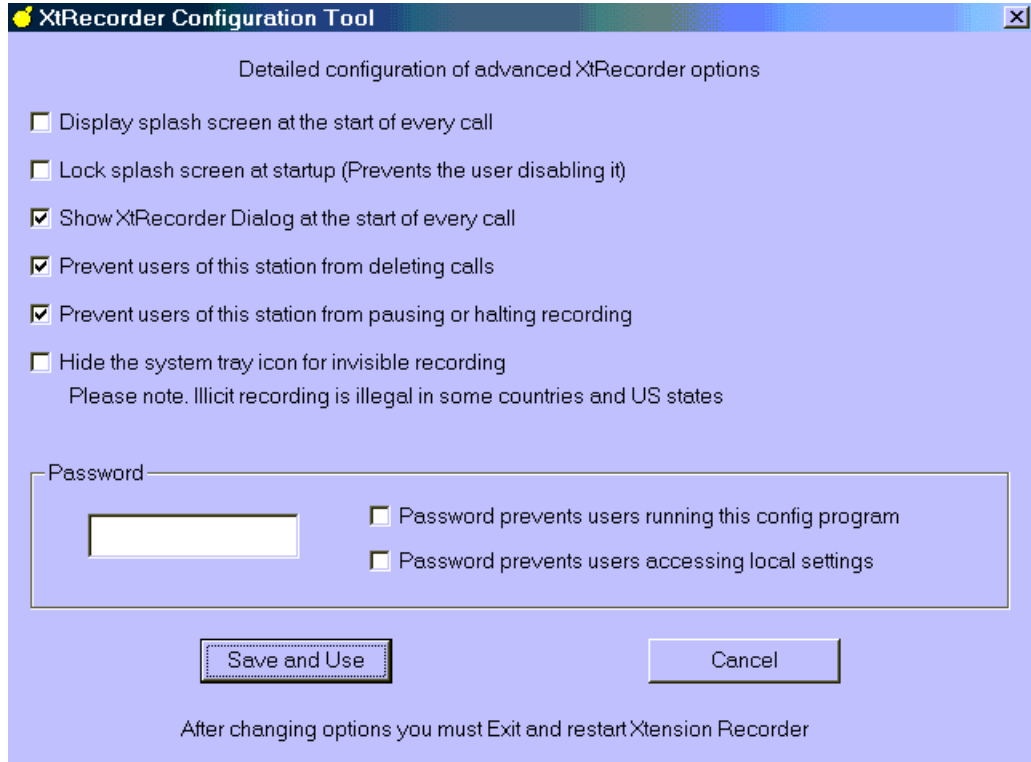 XtRecorder Configuration Tool
Detailed configuration of advanced XtRecorder options
Display splash screen at the start of every call
Lock splash screen at startup (Prevents the user disabling it)
Show XtRecorder Dialog at the start of every call
Prevent users of this station from deleting calls
Prevent users of this station from pausing or halting recording
Hide the system tray icon for invisible recording
Please note. Illicit recording is illegal in some countries and US states
Password
Password prevents users running this config program
Password prevents users accessing local settings
Save and Use
Cancel
After changing options you must Exit and restart Xtension Recorder